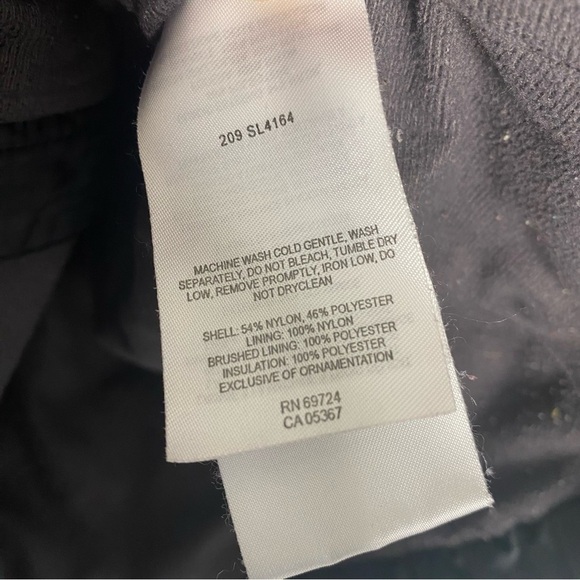 209 SL4164
MACHINE WASH COLD GENTLE, WASH
SEPARATELY, DO NOT BLEACH, TUMBLE DRY
LOW, REMOVE PROMPTLY, IRON LOW, DO
NOT DRYCLEAN
SHELL: 54% NYLON, 46% POLYESTER
LINING: 100% NYLON
BRUSHED LINING: 100% POLYESTER
INSULATION: 100% POLYESTER
EXCLUSIVE OF ORNAMENTATION
RN 69724
CA 05367